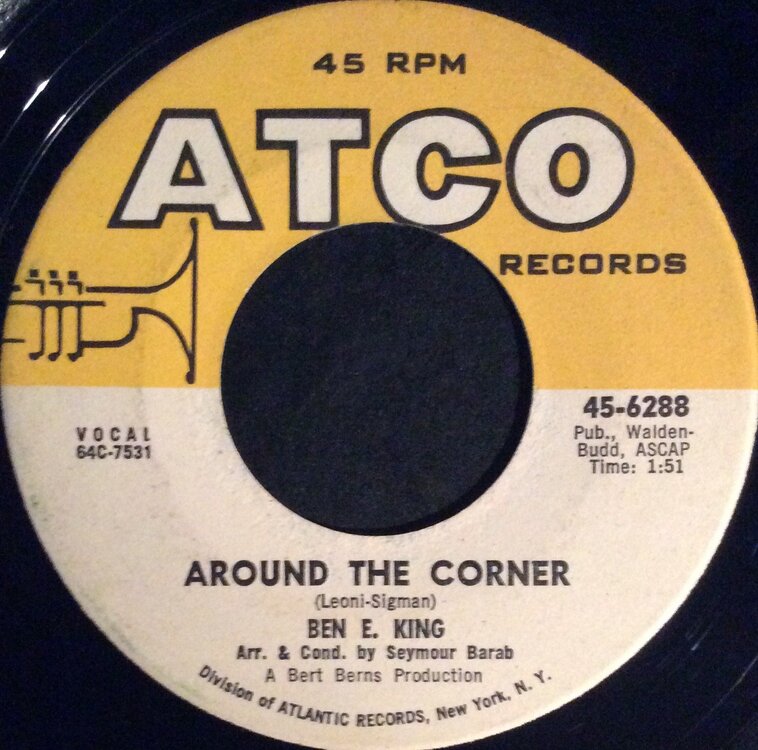 45 RPM
ATCO
RECORDS
VOCAL
64C-7531
45-6288
Pub., Walden-
Budd, ASCAP
Time: 1:51
AROUND THE CORNER
(Leoni-Sigman)
BEN E. KING
Arr. & Cond. by Seymour Barab
A Bert Berns Production
Division of ATLANTIC RECORDS, New York, N. Y.